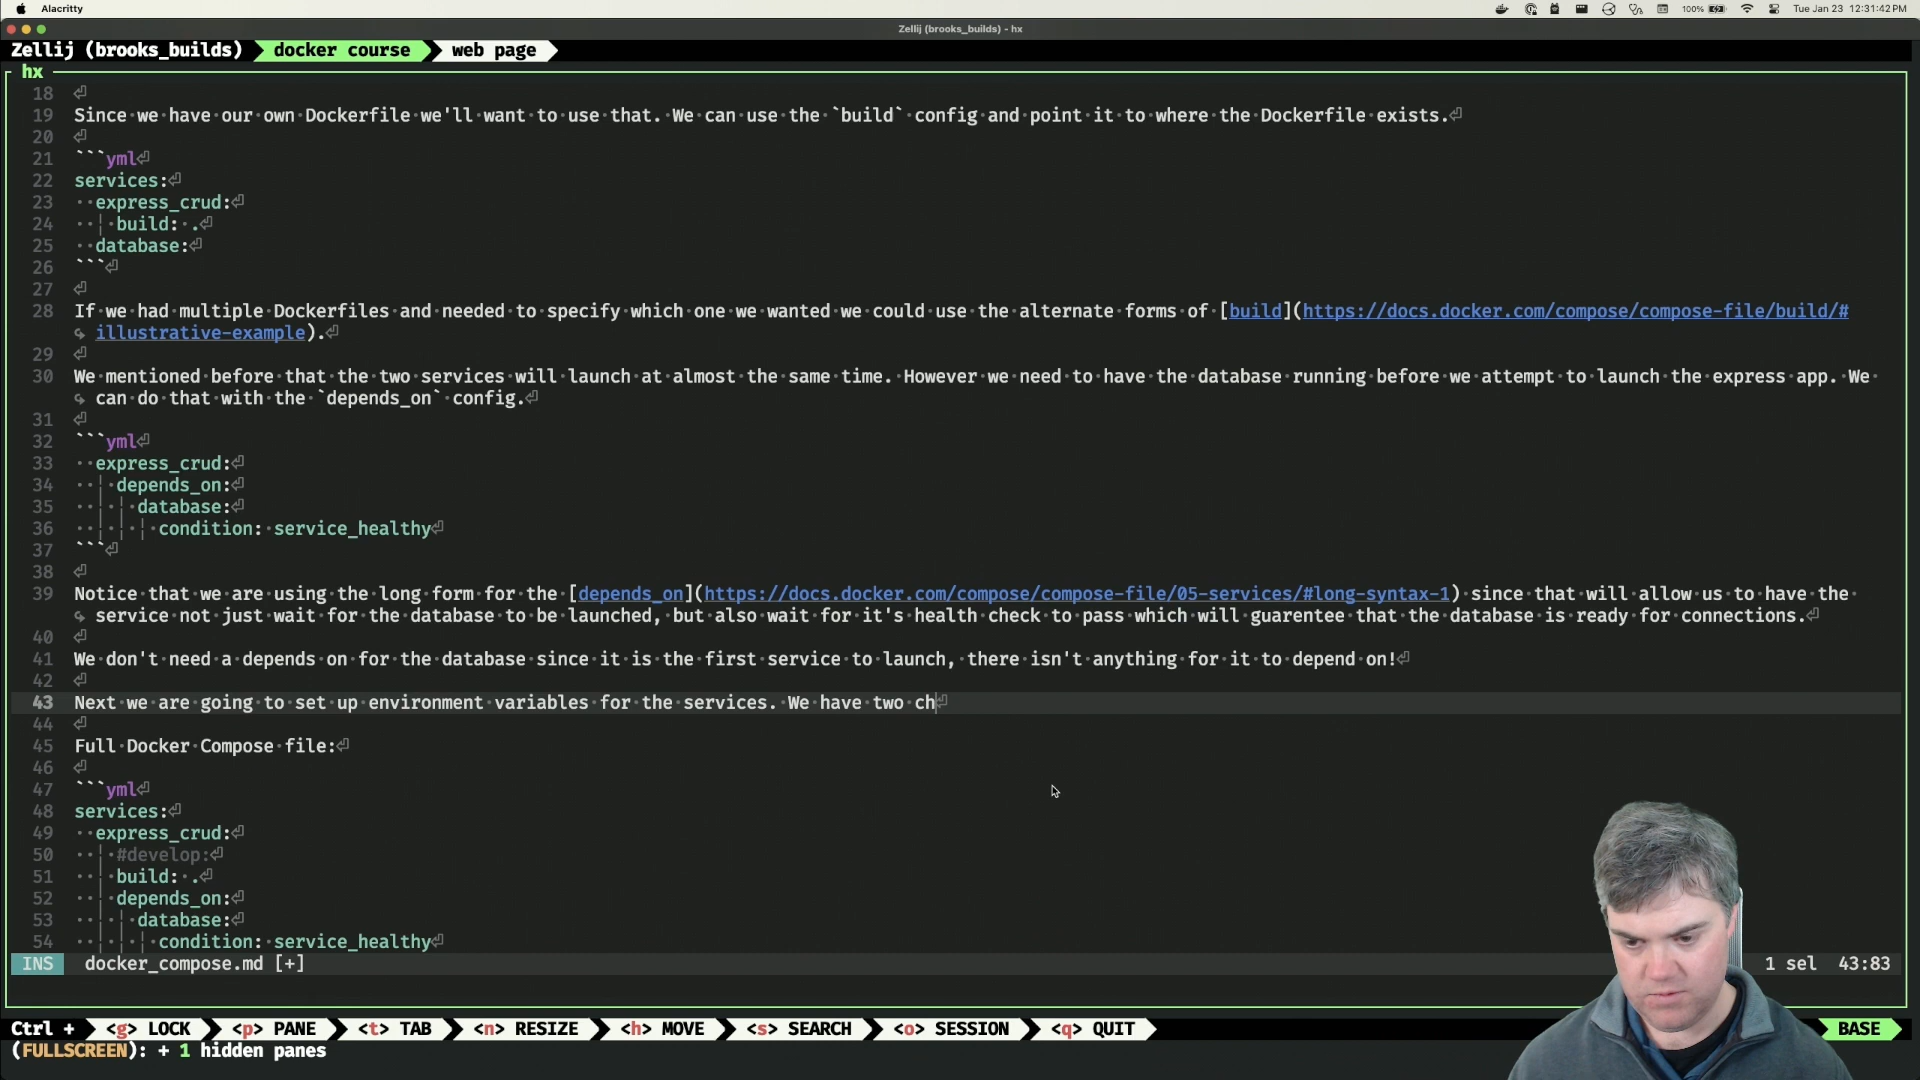 Alacritty
100%
Tue Jan 23 12:31:42 PM
Zellij (brooks_builds) - hx
Zellij (brooks_builds) docker course web page
hx
18
19 Since we have our own Dockerfile we'll want to use that. We can use the `build` config and point it to where the Dockerfile exists.
20
21 ```yml
22 services:
23 express_crud:
24 build: .
25 database:
26 ```
27
28 If we had multiple Dockerfiles and needed to specify which one we wanted we could use the alternate forms of [build](https://docs.docker.com/compose/compose-file/build/#
illustrative-example).
29
30 We mentioned before that the two services will launch at almost the same time. However we need to have the database running before we attempt to launch the express app. We
can do that with the `depends_on` config.
31
32 ```yml
33 express_crud:
34 depends_on:
35 database:
36 condition: service_healthy
37 ```
38
39 Notice that we are using the long form for the [depends_on](https://docs.docker.com/compose/compose-file/05-services/#long-syntax-1) since that will allow us to have the
service not just wait for the database to be launched, but also wait for it's health check to pass which will guarentee that the database is ready for connections.
40
41 We don't need a depends on for the database since it is the first service to launch, there isn't anything for it to depend on!
42
43 Next we are going to set up environment variables for the services. We have two ch
44
45 Full Docker Compose file:
46
47 ```yml
48 services:
49 express_crud:
50 #develop:
51 build: .
52 depends_on:
53 database:
54 condition: service_healthy
INS docker_compose.md [+] 1 sel 43:83
Ctrl + <g> LOCK <p> PANE <t> TAB <n> RESIZE <h> MOVE <s> SEARCH <o> SESSION <q> QUIT BASE
(FULLSCREEN): + 1 hidden panes